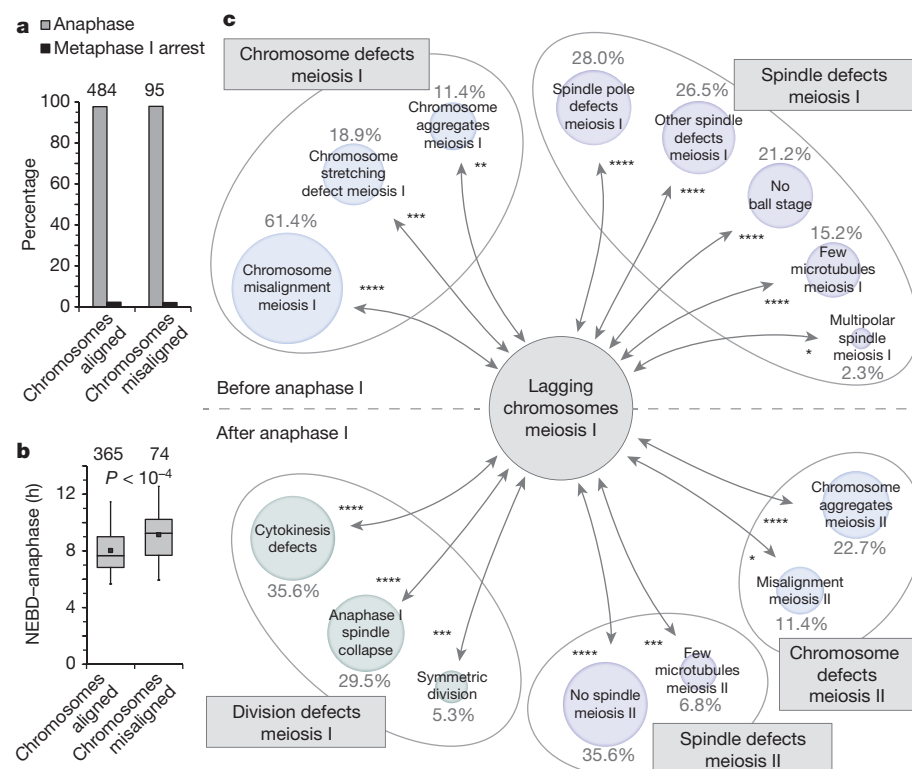 a
Anaphase
Metaphase I arrest
484 95
100
80
60
40
20
0
Percentage
Chromosomes
aligned
Chromosomes
misaligned
b
365 74
P < 10⁻⁴
12
8
4
0
NEBD–anaphase (h)
Chromosomes
aligned
Chromosomes
misaligned
c
Chromosome defects
meiosis I
11.4%
Chromosome
aggregates
meiosis I
**
18.9%
Chromosome
stretching
defect meiosis I
***
61.4%
Chromosome
misalignment
meiosis I
****
Spindle defects
meiosis I
28.0%
Spindle pole
defects
meiosis I
****
26.5%
Other spindle
defects
meiosis I
****
21.2%
No
ball stage
****
15.2%
Few
microtubules
meiosis I
****
Multipolar
spindle
meiosis I
2.3%
*
Lagging
chromosomes
meiosis I
Before anaphase I
After anaphase I
Cytokinesis
defects
35.6%
****
Anaphase I
spindle
collapse
29.5%
****
Symmetric
division
5.3%
***
Division defects
meiosis I
****
No spindle
meiosis II
35.6%
***
Few
microtubules
meiosis II
6.8%
Spindle defects
meiosis II
Chromosome
aggregates
meiosis II
22.7%
****
*
Misalignment
meiosis II
11.4%
Chromosome
defects
meiosis II